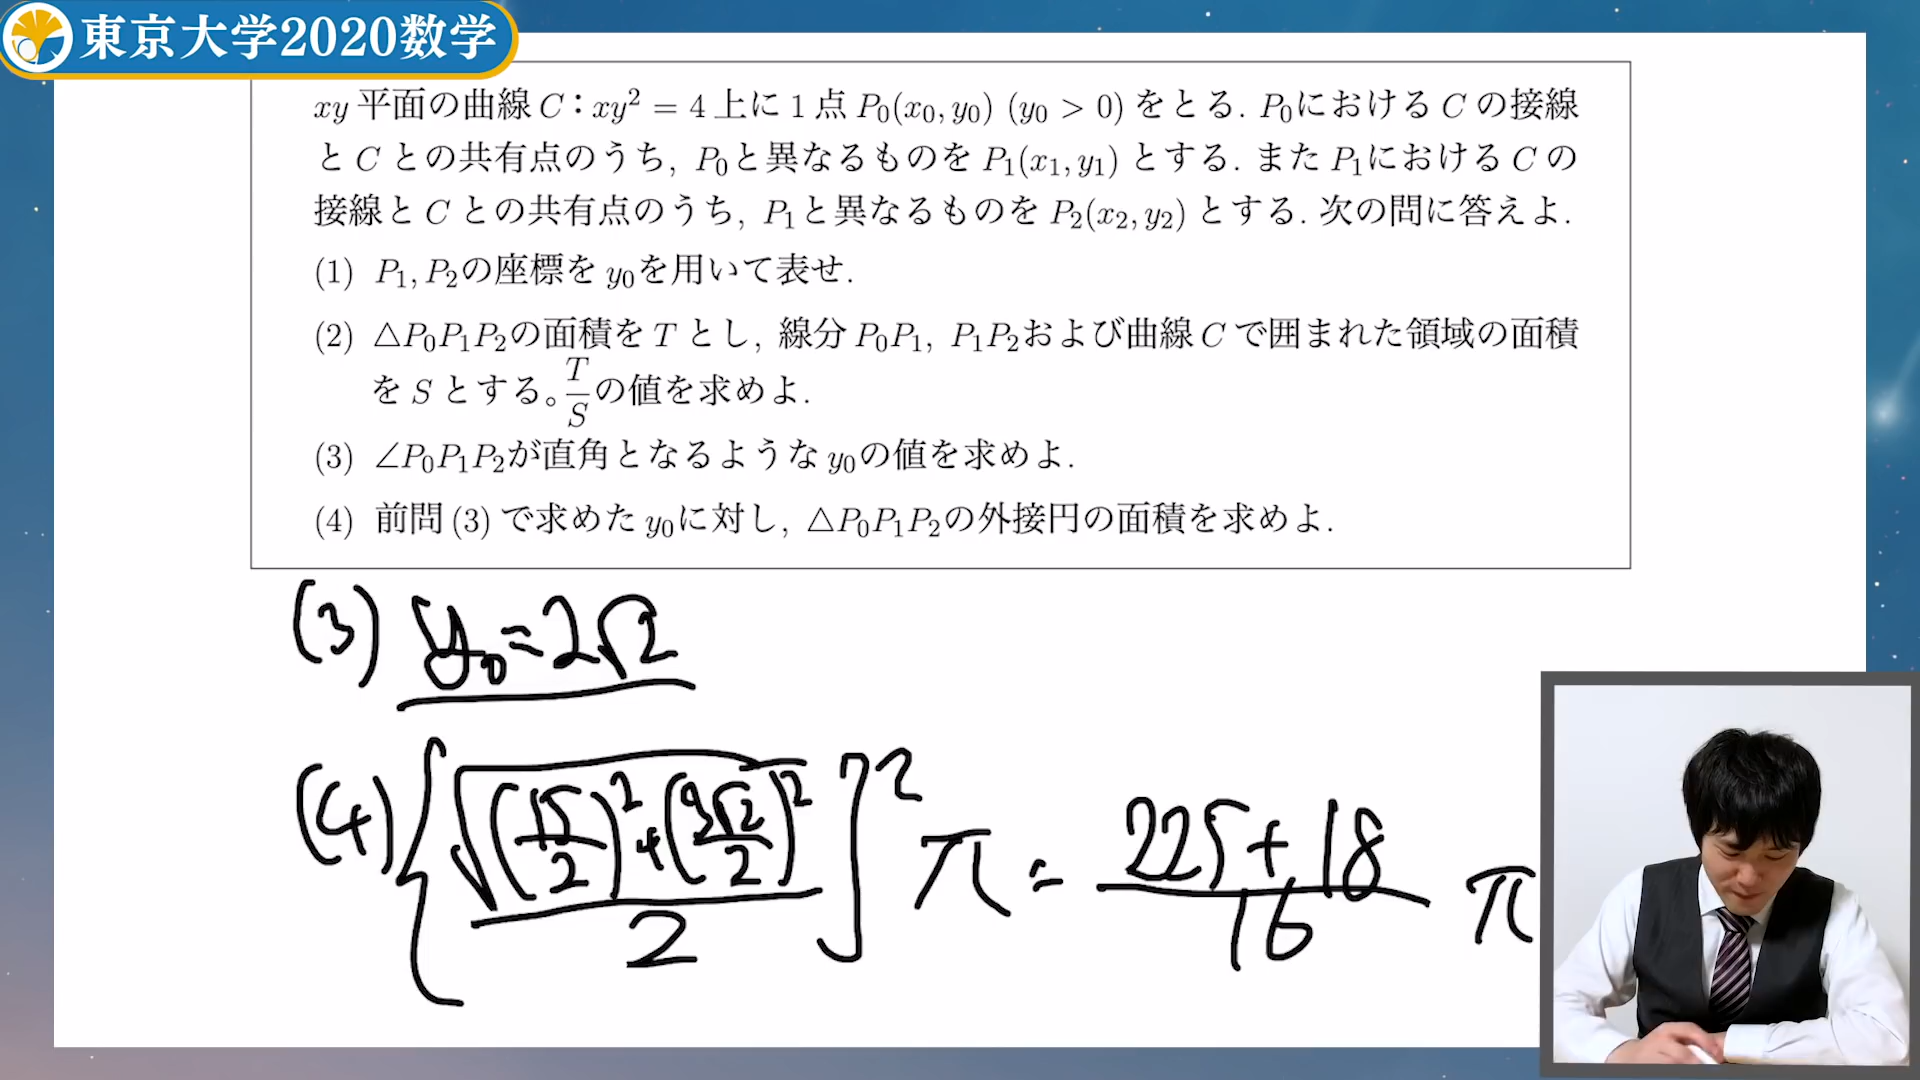 東京大学2020数学
xy 平面の曲線 C : xy² = 4 上に 1 点 P₀(x₀, y₀) (y₀ > 0) をとる. P₀における C の接線
と C との共有点のうち, P₀と異なるものを P₁(x₁, y₁) とする. また P₁における C の
接線と C との共有点のうち, P₁と異なるものを P₂(x₂, y₂) とする. 次の問に答えよ.
(1) P₁, P₂の座標を y₀を用いて表せ.
(2) △P₀P₁P₂の面積を T とし, 線分 P₀P₁, P₁P₂および曲線 C で囲まれた領域の面積
を S とする。T/Sの値を求めよ.
(3) ∠P₀P₁P₂が直角となるような y₀の値を求めよ.
(4) 前問 (3) で求めた y₀に対し, △P₀P₁P₂の外接円の面積を求めよ.
(3) y₀=2√2
(4) {√((15/2)²+(3√2/2)²)/2}²π = (225+18)/16 π